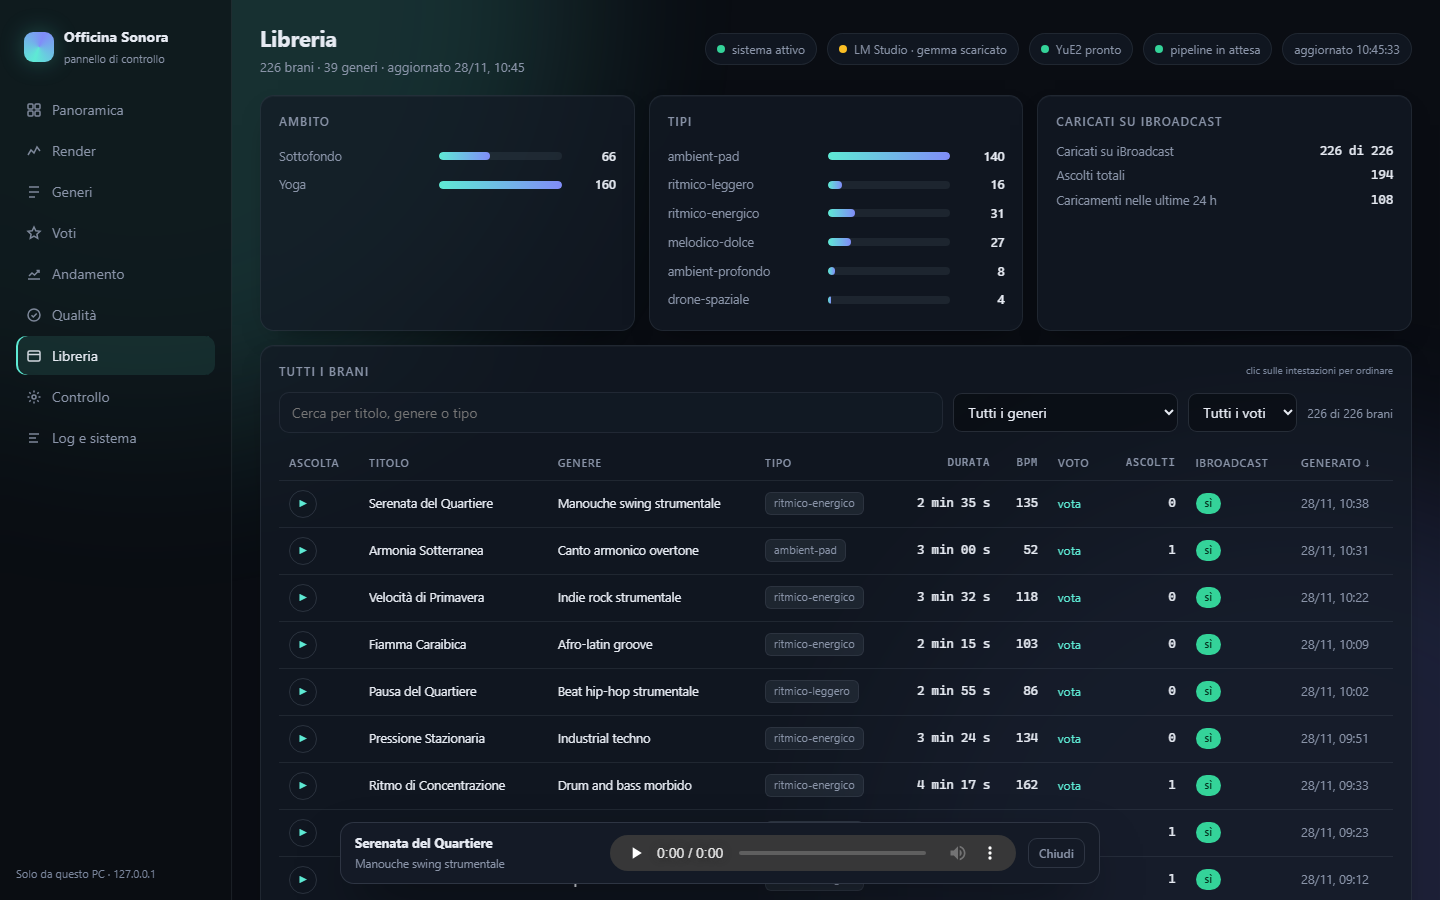 Officina Sonora
pannello di controllo
Panoramica
Render
Generi
Voti
Andamento
Qualità
Libreria
Controllo
Log e sistema
Solo da questo PC · 127.0.0.1
Libreria
226 brani · 39 generi · aggiornato 28/11, 10:45
sistema attivo
LM Studio · gemma scaricato
YuE2 pronto
pipeline in attesa
aggiornato 10:45:33
AMBITO
Sottofondo 66
Yoga 160
TIPI
ambient-pad 140
ritmico-leggero 16
ritmico-energico 31
melodico-dolce 27
ambient-profondo 8
drone-spaziale 4
CARICATI SU IBROADCAST
Caricati su iBroadcast 226 di 226
Ascolti totali 194
Caricamenti nelle ultime 24 h 108
TUTTI I BRANI
clic sulle intestazioni per ordinare
Cerca per titolo, genere o tipo
Tutti i generi
Tutti i voti
226 di 226 brani
ASCOLTA TITOLO GENERE TIPO DURATA BPM VOTO ASCOLTI IBROADCAST GENERATO ↓
Serenata del Quartiere Manouche swing strumentale ritmico-energico 2 min 35 s 135 vota 0 sì 28/11, 10:38
Armonia Sotterranea Canto armonico overtone ambient-pad 3 min 00 s 52 vota 1 sì 28/11, 10:31
Velocità di Primavera Indie rock strumentale ritmico-energico 3 min 32 s 118 vota 0 sì 28/11, 10:22
Fiamma Caraibica Afro-latin groove ritmico-energico 2 min 15 s 103 vota 0 sì 28/11, 10:09
Pausa del Quartiere Beat hip-hop strumentale ritmico-leggero 2 min 55 s 86 vota 0 sì 28/11, 10:02
Pressione Stazionaria Industrial techno ritmico-energico 3 min 24 s 134 vota 0 sì 28/11, 09:51
Ritmo di Concentrazione Drum and bass morbido ritmico-energico 4 min 17 s 162 vota 1 sì 28/11, 09:33
1 sì 28/11, 09:23
1 sì 28/11, 09:12
Serenata del Quartiere
Manouche swing strumentale
0:00 / 0:00
Chiudi